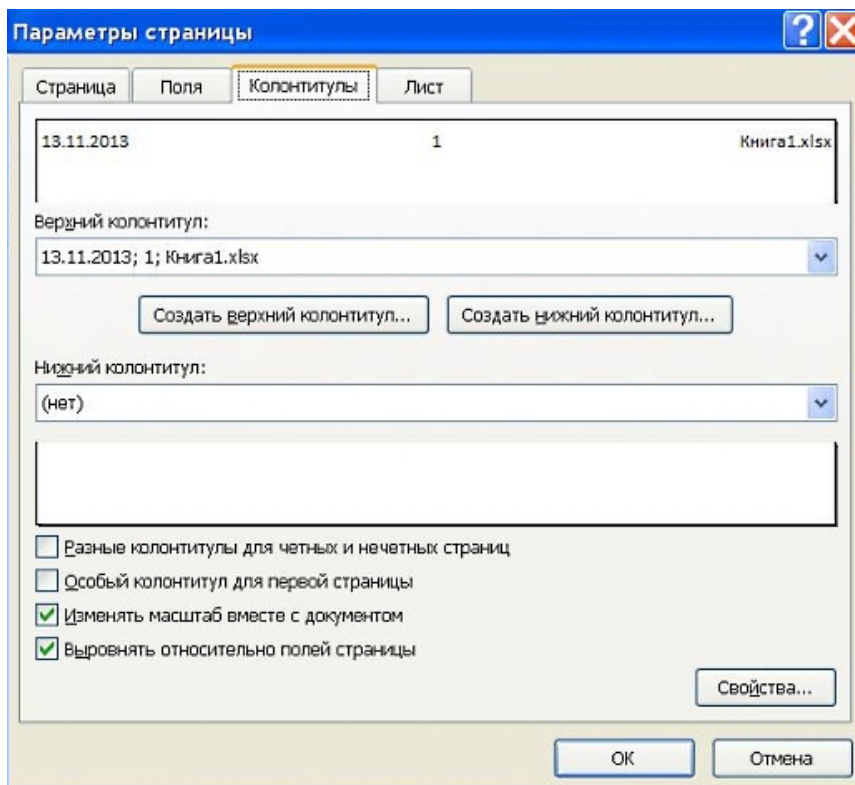 Параметры страницы
Страница Поля Колонтитулы Лист
13.11.2013 1 Книга1.xlsx
Верхний колонтитул:
13.11.2013; 1; Книга1.xlsx
Создать верхний колонтитул... Создать нижний колонтитул...
Нижний колонтитул:
(нет)
Разные колонтитулы для четных и нечетных страниц
Особый колонтитул для первой страницы
Изменять масштаб вместе с документом
Выровнять относительно полей страницы
Свойства...
ОК Отмена